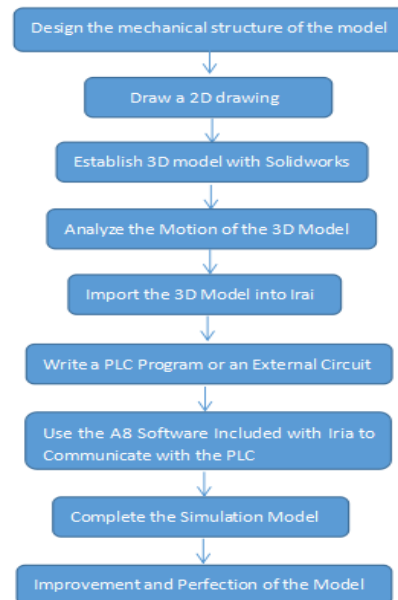 Design the mechanical structure of the model
Draw a 2D drawing
Establish 3D model with Solidworks
Analyze the Motion of the 3D Model
Import the 3D Model into Irai
Write a PLC Program or an External Circuit
Use the A8 Software Included with Iria to
Communicate with the PLC
Complete the Simulation Model
Improvement and Perfection of the Model